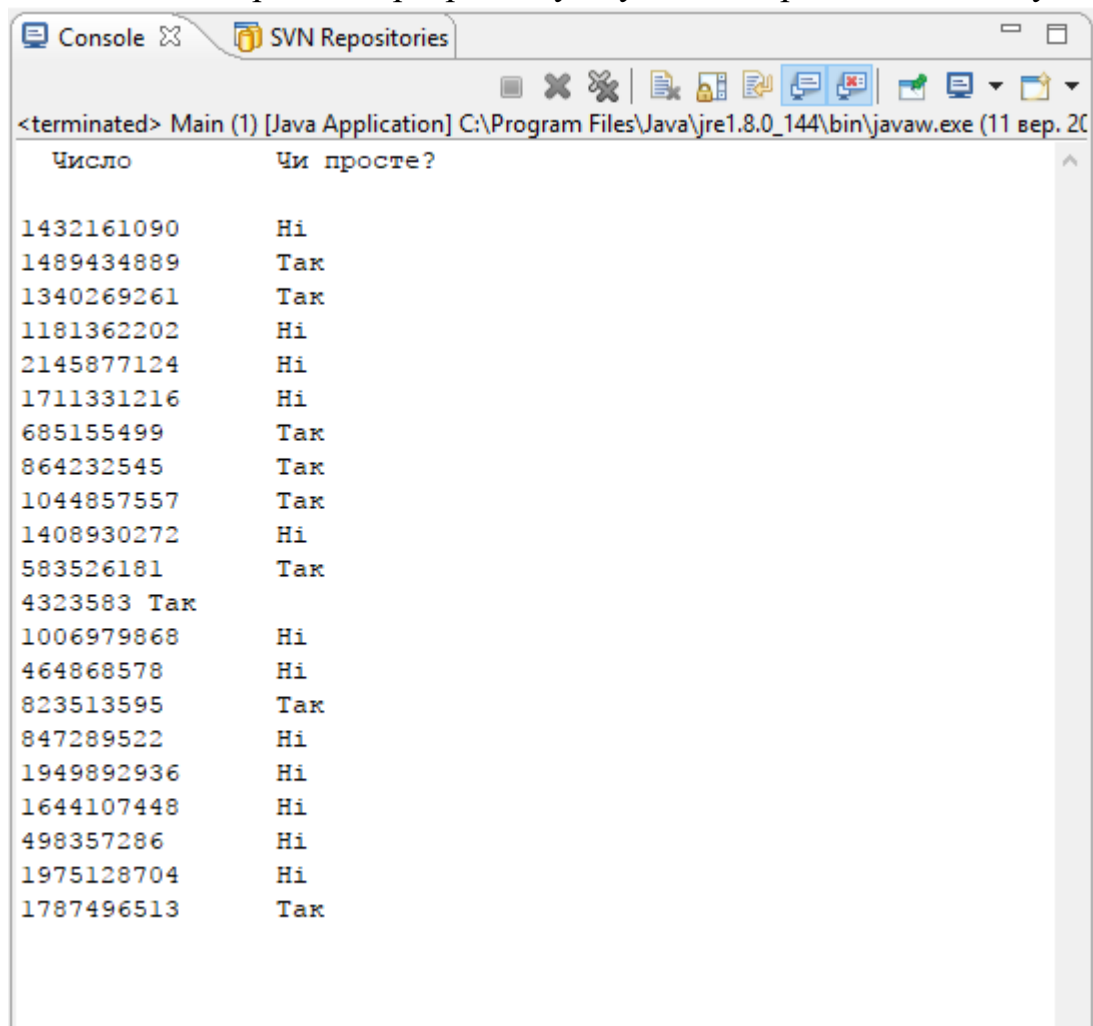 Console SVN Repositories
<terminated> Main (1) [Java Application] C:\Program Files\Java\jre1.8.0_144\bin\javaw.exe (11 вер. 20
Число Чи просте?
1432161090 Ні
1489434889 Так
1340269261 Так
1181362202 Ні
2145877124 Ні
1711331216 Ні
685155499 Так
864232545 Так
1044857557 Так
1408930272 Ні
583526181 Так
4323583 Так
1006979868 Ні
464868578 Ні
823513595 Так
847289522 Ні
1949892936 Ні
1644107448 Ні
498357286 Ні
1975128704 Ні
1787496513 Так